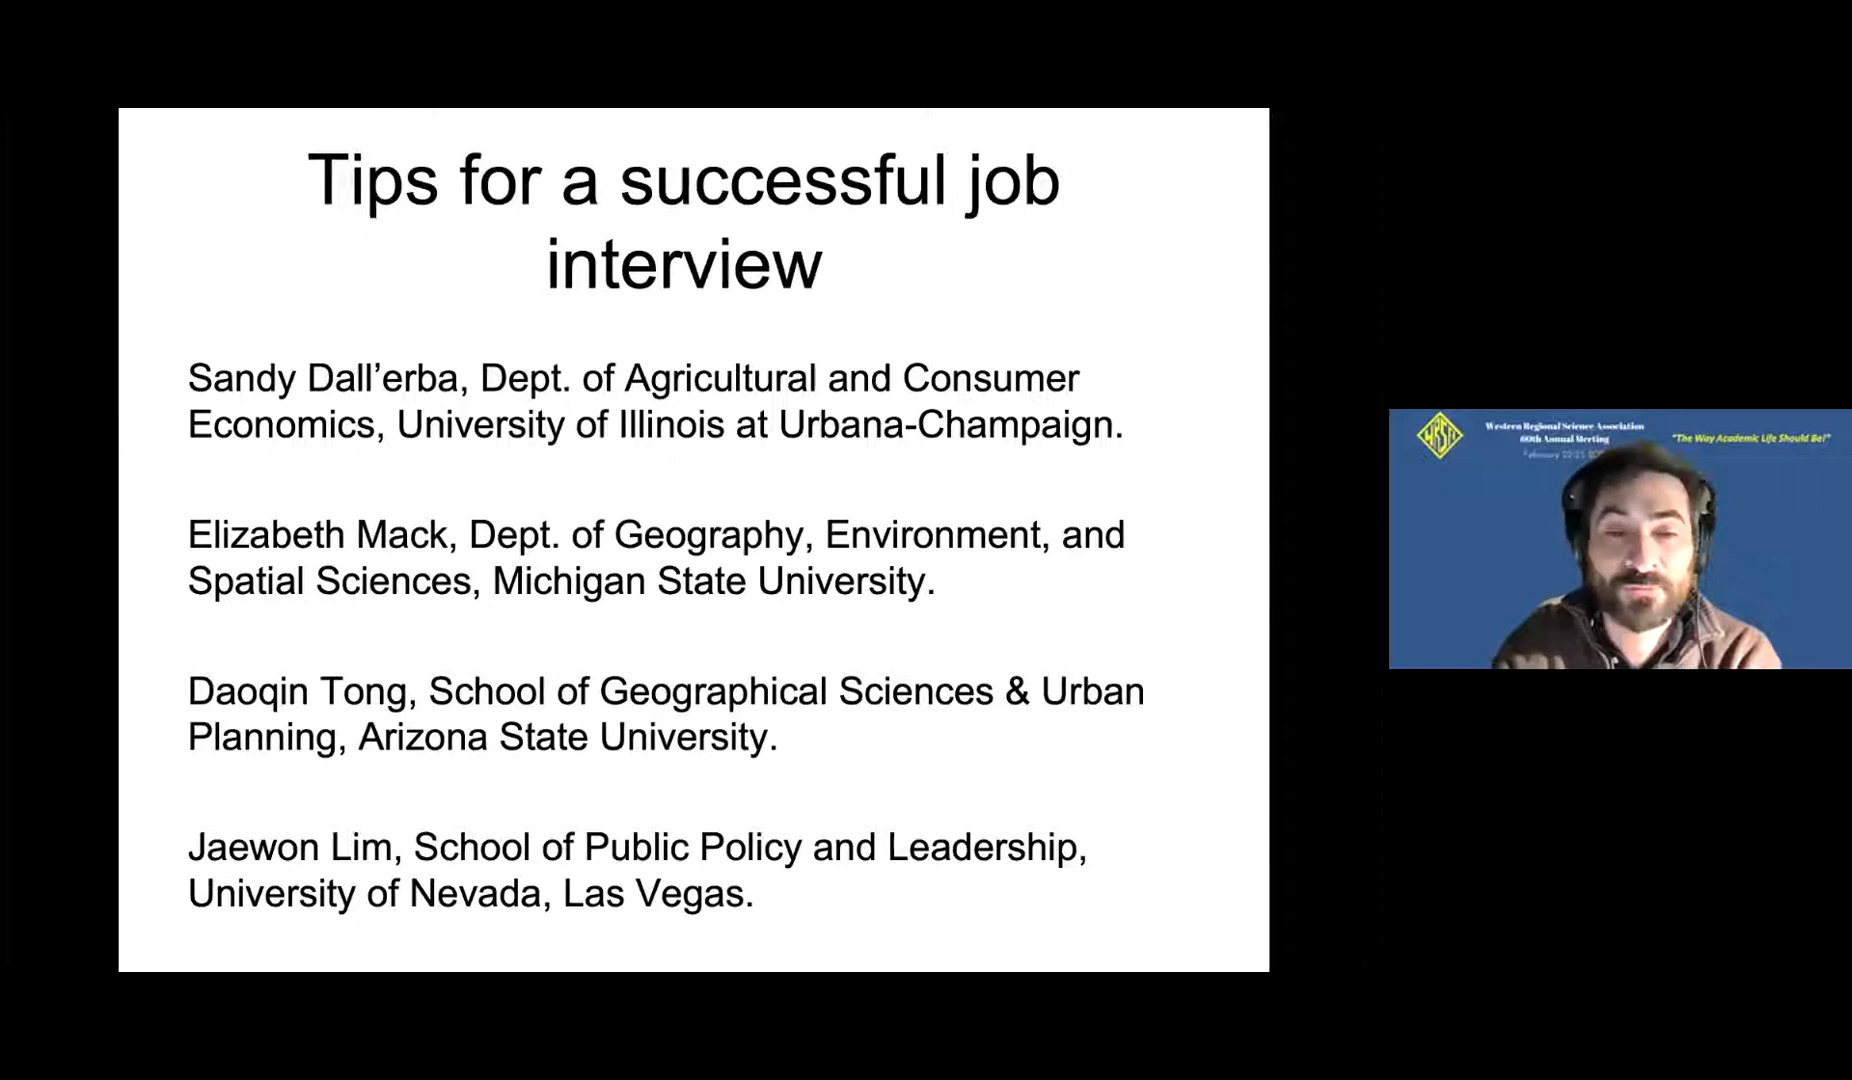 Tips for a successful job
interview
Sandy Dall’erba, Dept. of Agricultural and Consumer
Economics, University of Illinois at Urbana-Champaign.
Elizabeth Mack, Dept. of Geography, Environment, and
Spatial Sciences, Michigan State University.
Daoqin Tong, School of Geographical Sciences & Urban
Planning, Arizona State University.
Jaewon Lim, School of Public Policy and Leadership,
University of Nevada, Las Vegas.
WRSA
Western Regional Science Association
60th Annual Meeting
"The Way Academic Life Should Be!"